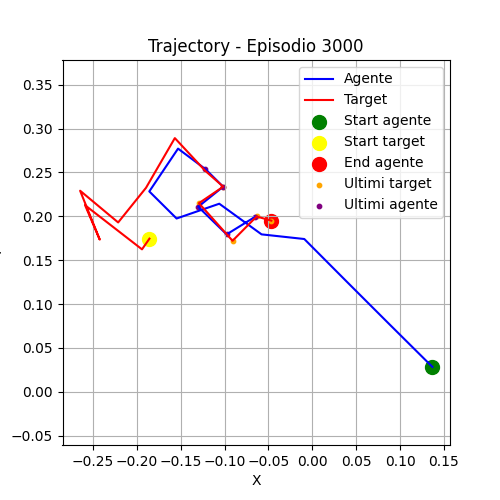 Trajectory - Episodio 3000
Agente
Target
Start agente
Start target
End agente
Ultimi target
Ultimi agente
0.35
0.30
0.25
0.20
0.15
0.10
0.05
0.00
−0.05
−0.25 −0.20 −0.15 −0.10 −0.05 0.00 0.05 0.10 0.15
X